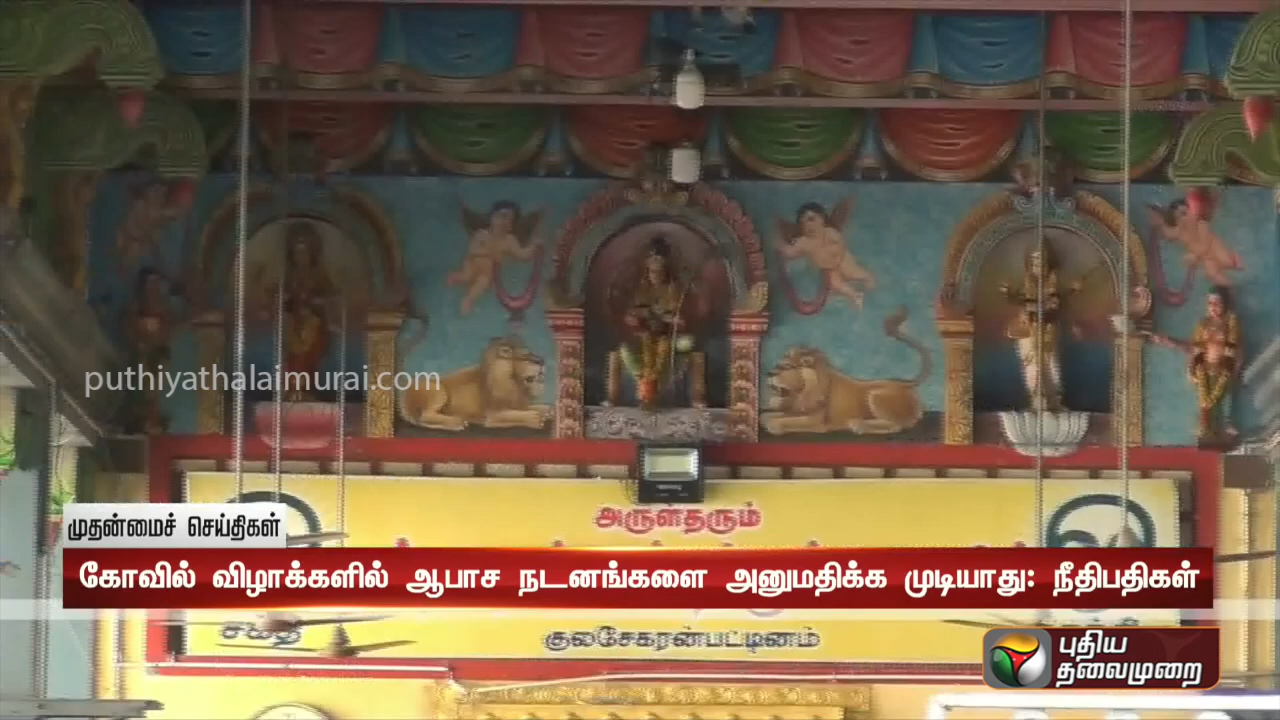 puthiyathalaimurai.com
அருள்தரும்
முதன்மைச் செய்திகள்
கோவில் விழாக்களில் ஆபாச நடனங்களை அனுமதிக்க முடியாது: நீதிபதிகள்
குலசேகரன்பட்டினம்
புதிய
தலைமுறை